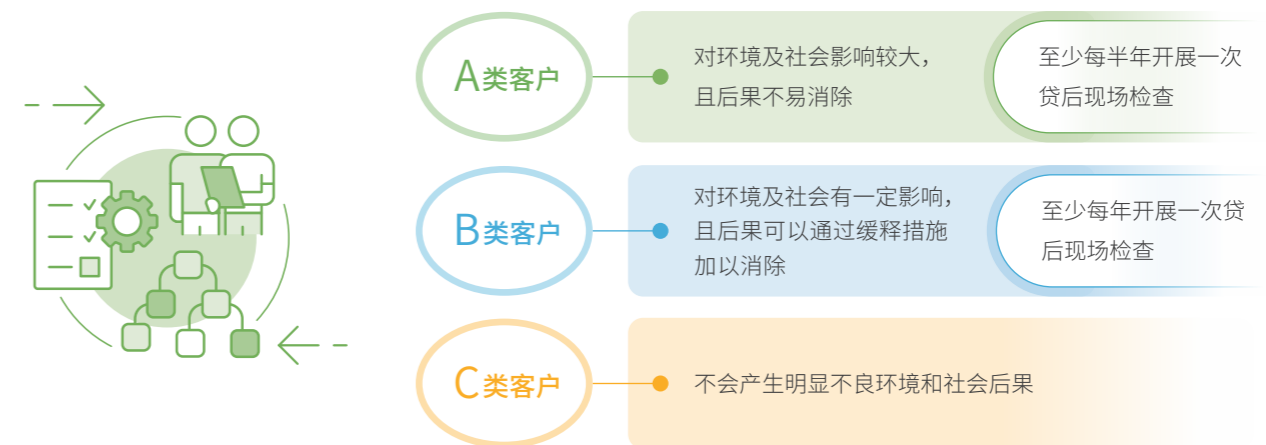 A类客户
对环境及社会影响较大，
且后果不易消除
至少每半年开展一次
贷后现场检查
B类客户
对环境及社会有一定影响，
且后果可以通过缓释措施
加以消除
至少每年开展一次贷
后现场检查
C类客户
不会产生明显不良环境和社会后果